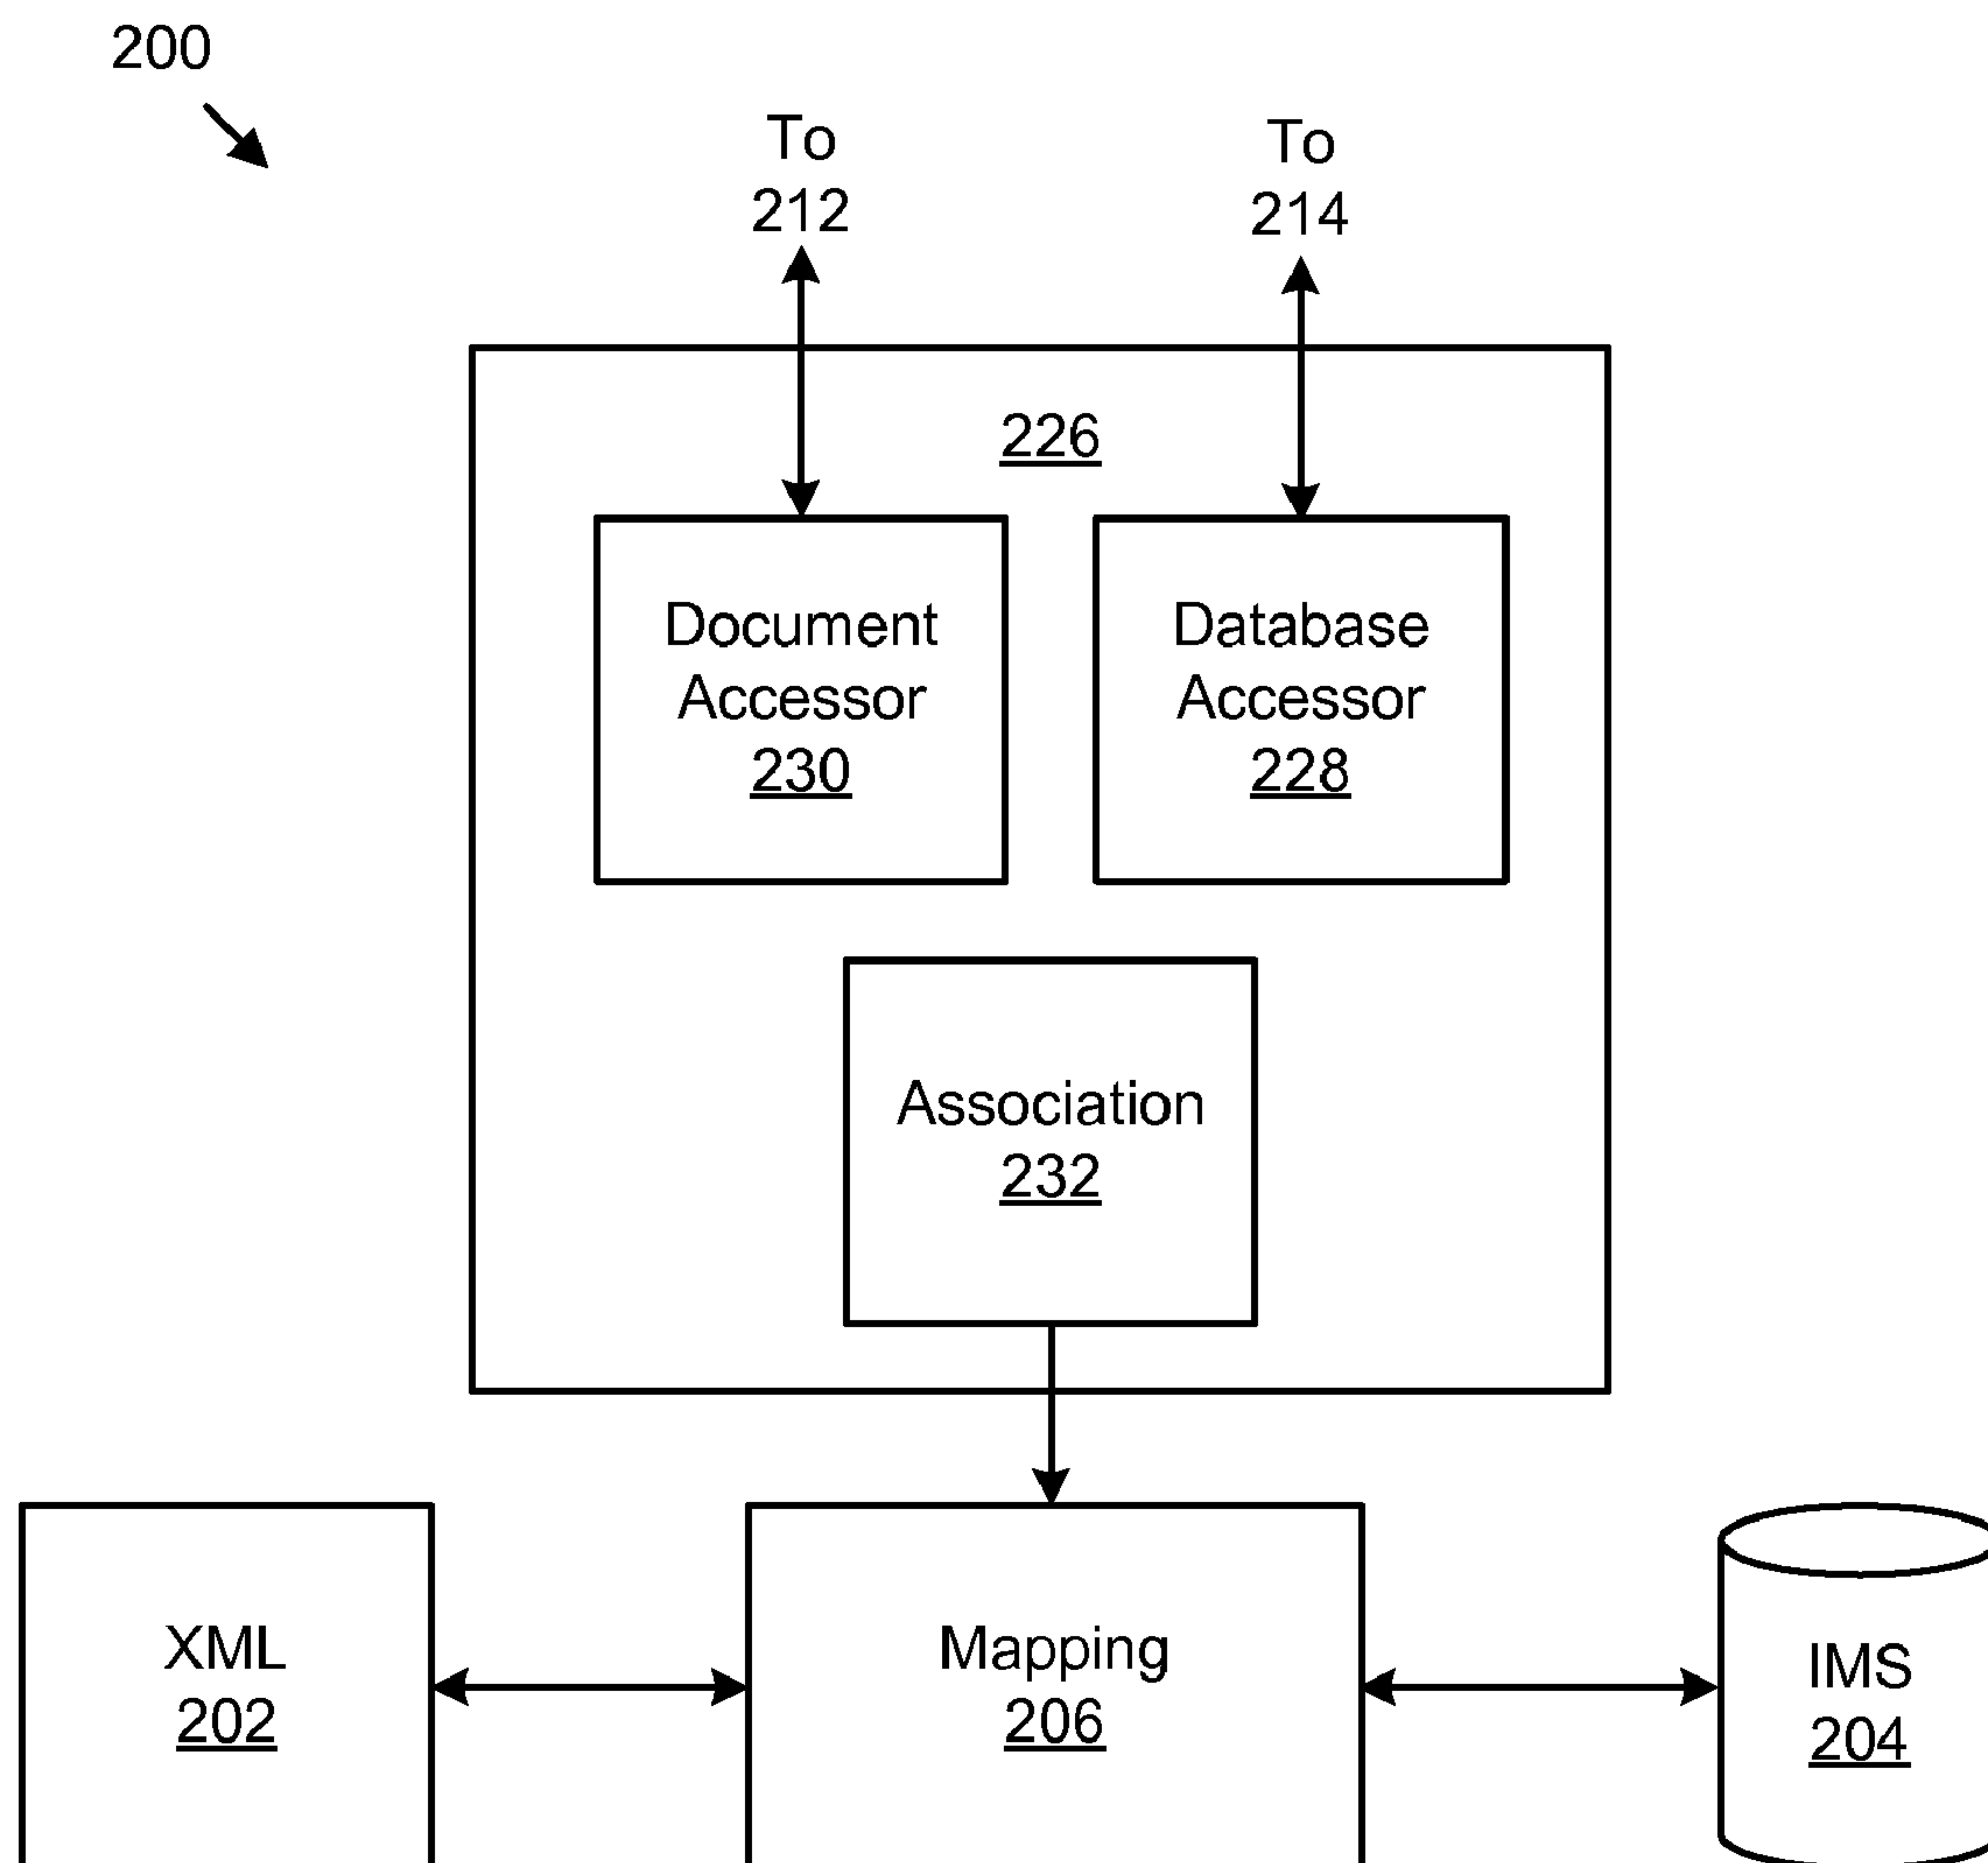 200
To
212
To
214
226
Document
Accessor
230
Database
Accessor
228
Association
232
XML
202
Mapping
206
IMS
204